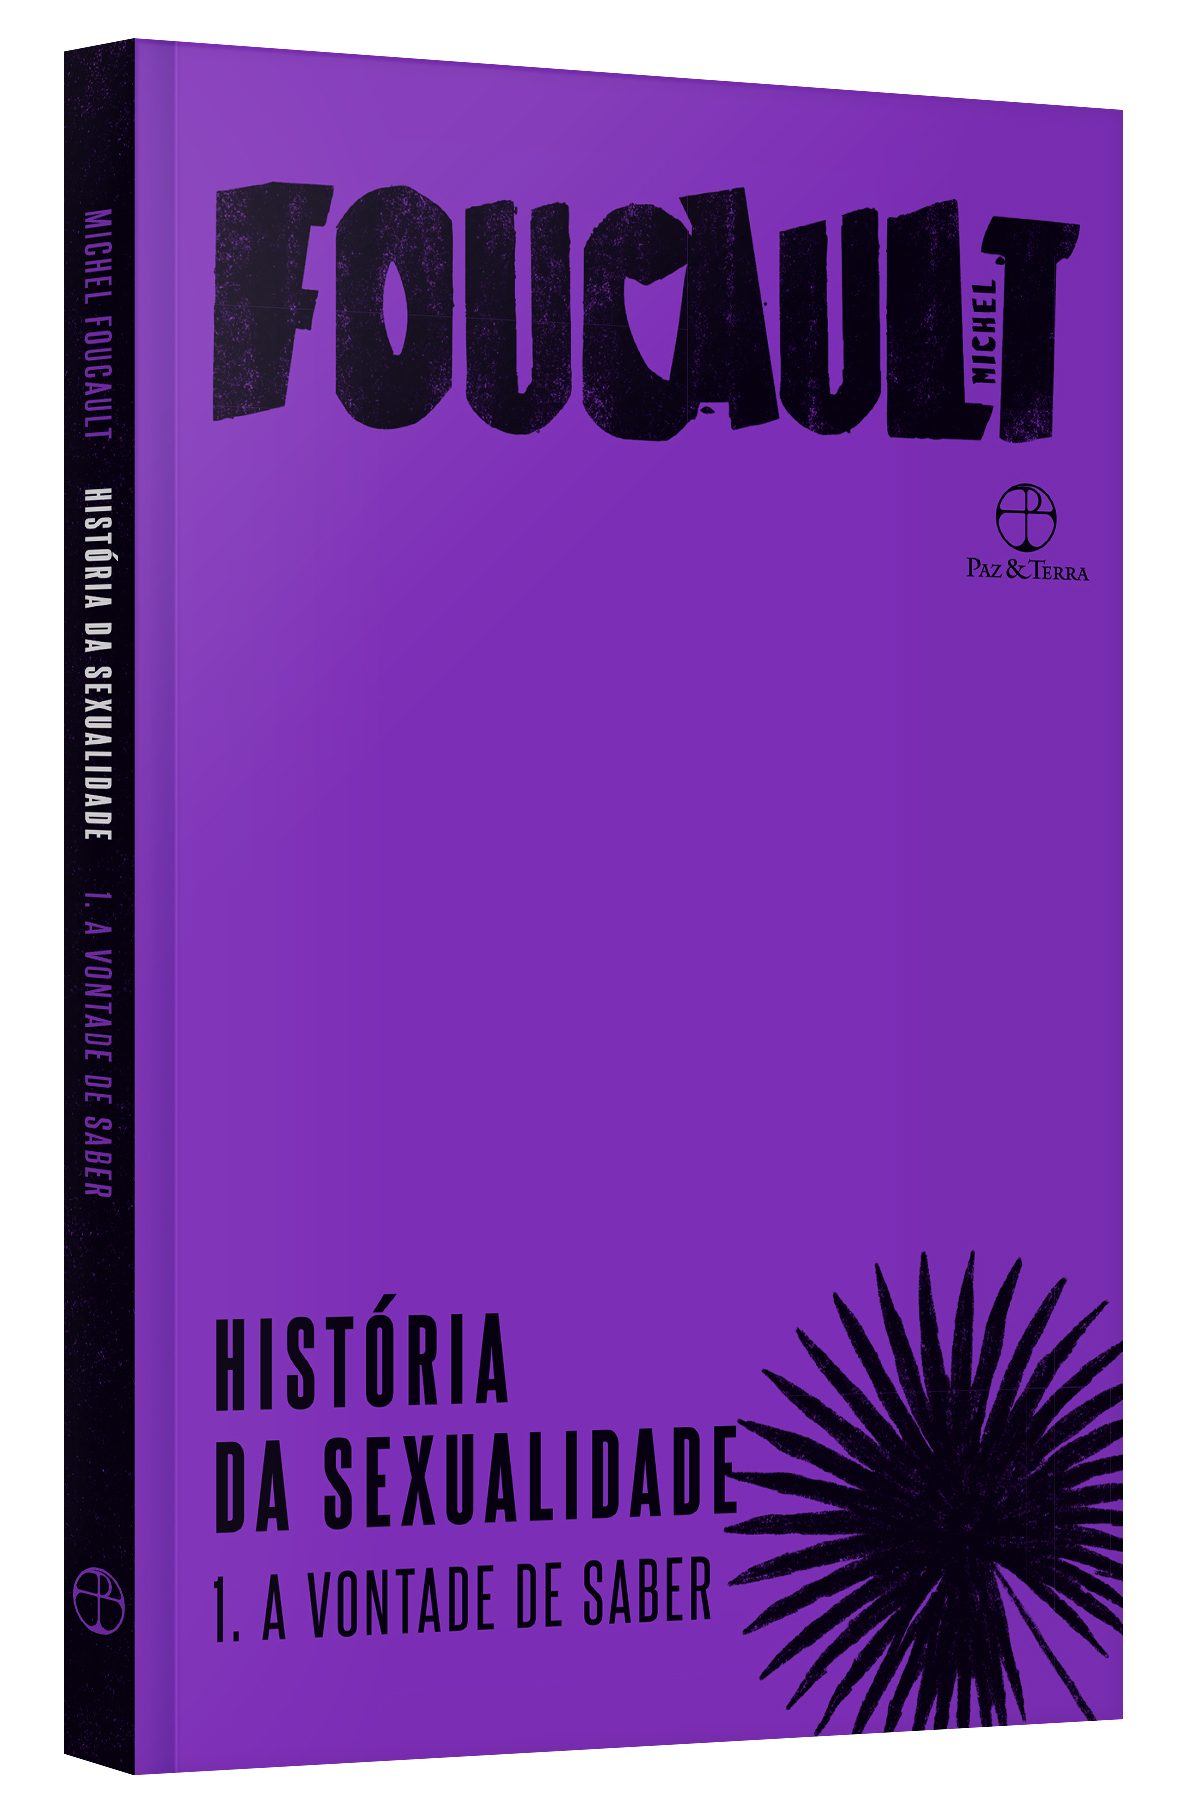 MICHEL FOUCAULT HISTÓRIA DA SEXUALIDADE 1. A VONTADE DE SABER
FOUCAULT
MICHEL
PAZ & TERRA
HISTÓRIA
DA SEXUALIDADE
1. A VONTADE DE SABER